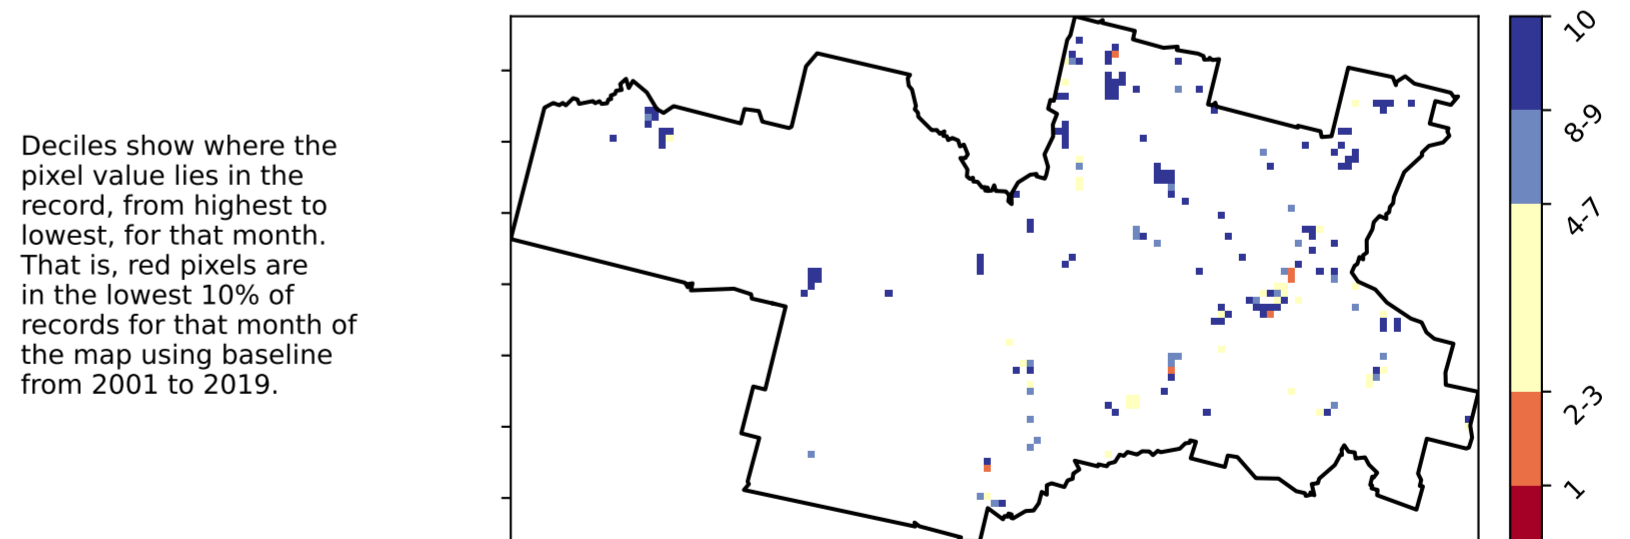 Deciles show where the
pixel value lies in the
record, from highest to
lowest, for that month.
That is, red pixels are
in the lowest 10% of
records for that month of
the map using baseline
from 2001 to 2019.
10
8-9
4-7
2-3
1